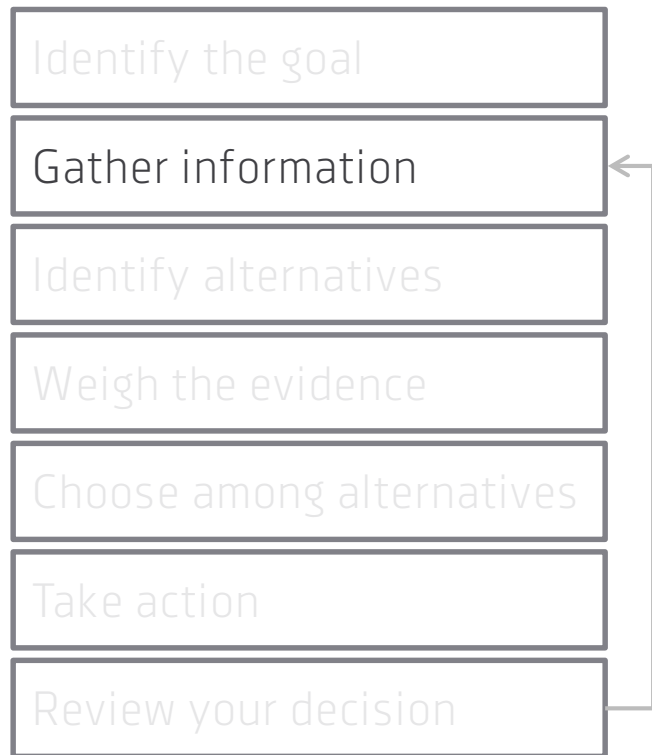 Identify the goal
Gather information
Identify alternatives
Weigh the evidence
Choose among alternatives
Take action
Review your decision